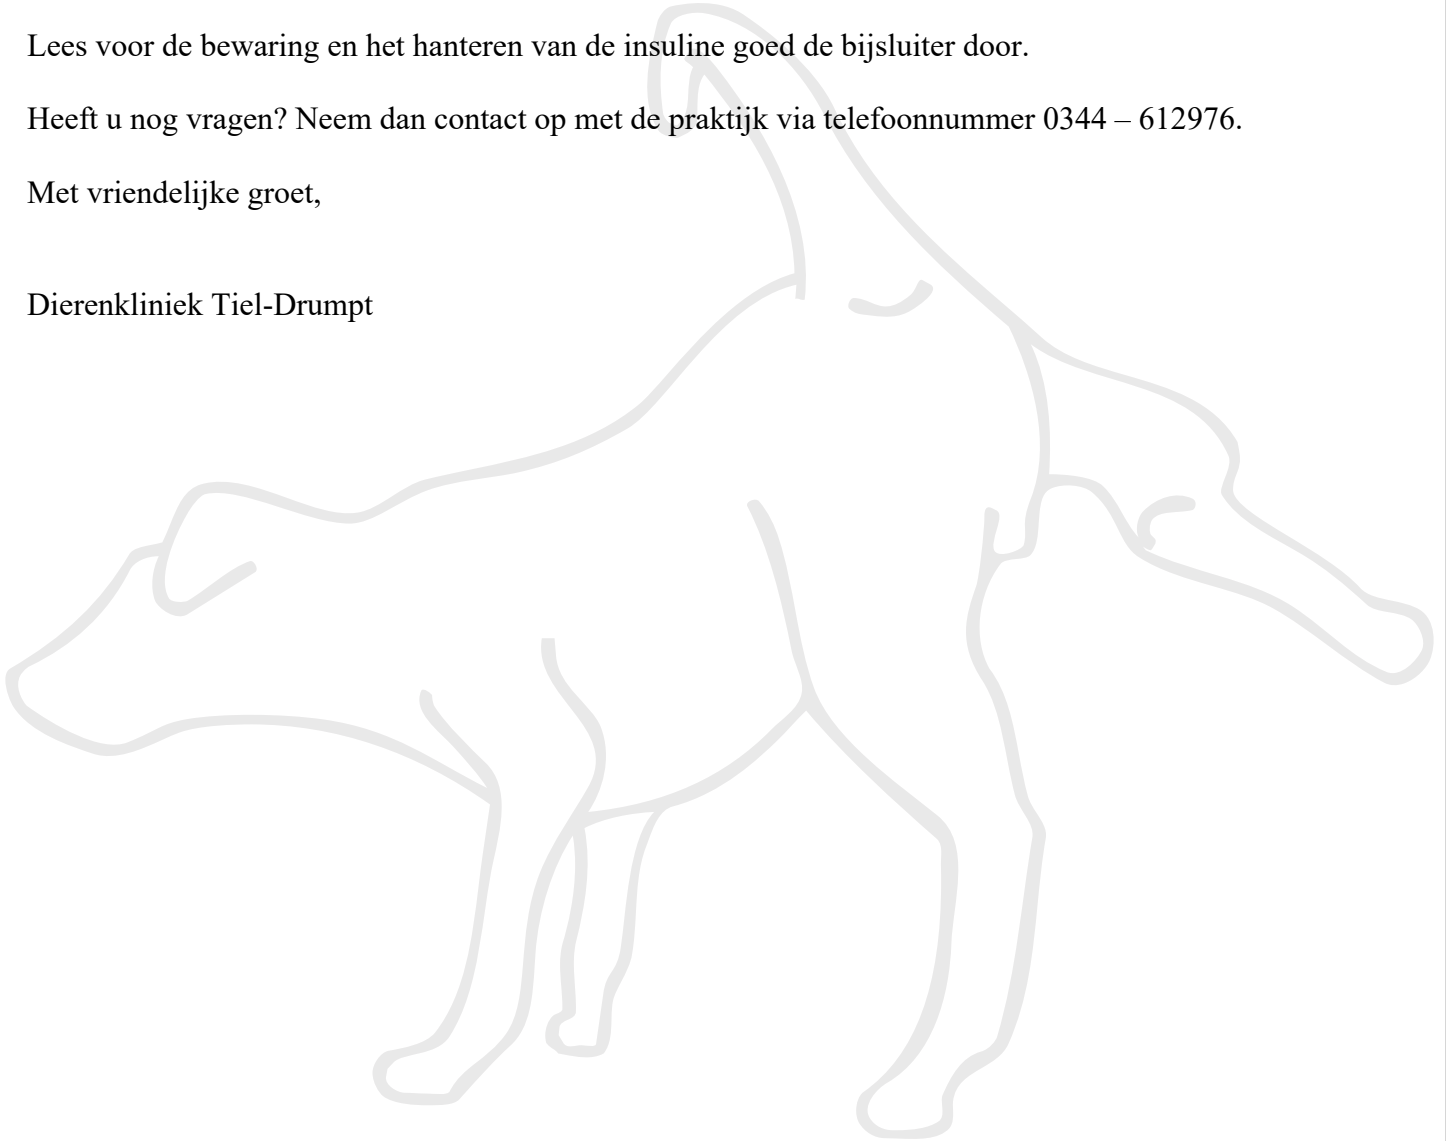 Lees voor de bewaring en het hanteren van de insuline goed de bijsluiter door.
Heeft u nog vragen? Neem dan contact op met de praktijk via telefoonnummer 0344 – 612976.
Met vriendelijke groet,
Dierenkliniek Tiel-Drumpt